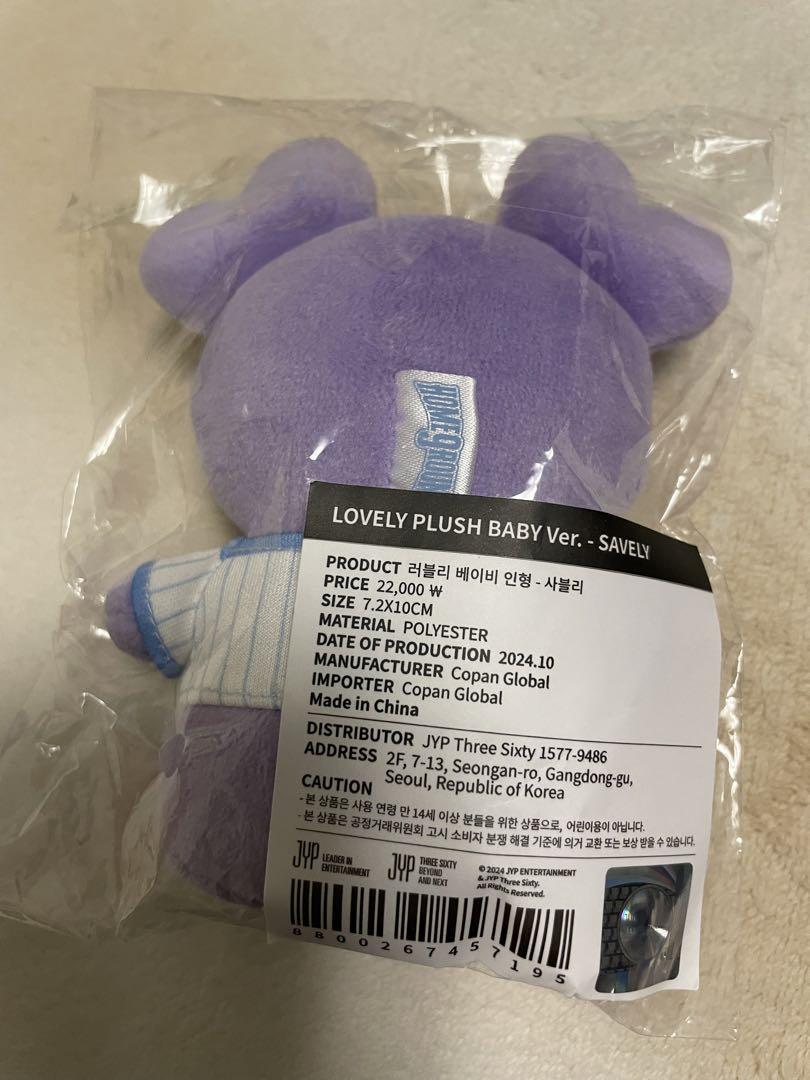 HOMEGROUN
LOVELY PLUSH BABY Ver. - SAVELY
PRODUCT 러블리 베이비 인형 - 사블리
PRICE 22,000 ₩
SIZE 7.2X10CM
MATERIAL POLYESTER
DATE OF PRODUCTION 2024.10
MANUFACTURER Copan Global
IMPORTER Copan Global
Made in China
DISTRIBUTOR JYP Three Sixty 1577-9486
ADDRESS 2F, 7-13, Seongan-ro, Gangdong-gu,
Seoul, Republic of Korea
CAUTION
- 본 상품은 사용 연령 만 14세 이상 분들을 위한 상품으로, 어린이용이 아닙니다.
- 본 상품은 공정거래위원회 고시 소비자 분쟁 해결 기준에 의거 교환 또는 보상 받을 수 있습니다.
JYP LEADER IN
ENTERTAINMENT
JYP THREE SIXTY
BEYOND
AND NEXT
© 2024 JYP ENTERTAINMENT
& JYP Three Sixty.
All Rights Reserved.
8800267457195